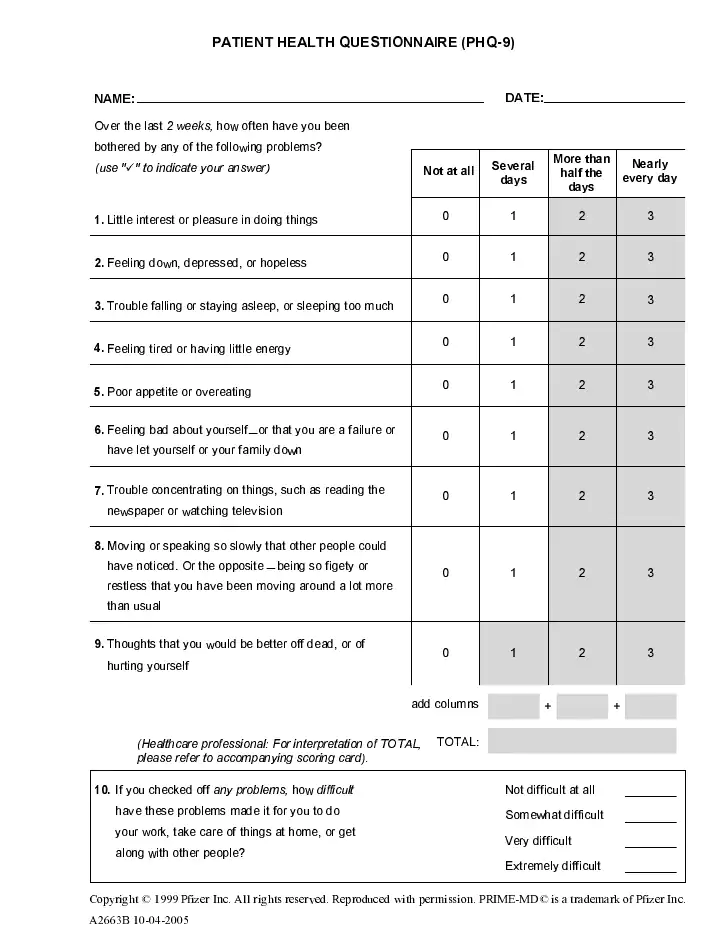 PATIENT HEALTH QUESTIONNAIRE (PHQ-9)
NAME: DATE:
Over the last 2 weeks, how often have you been
bothered by any of the following problems?
(use "✓" to indicate your answer)
Not at all
Several
days
More than
half the
days
Nearly
every day
1. Little interest or pleasure in doing things 0 1 2 3
2. Feeling down, depressed, or hopeless 0 1 2 3
3. Trouble falling or staying asleep, or sleeping too much 0 1 2 3
4. Feeling tired or having little energy 0 1 2 3
5. Poor appetite or overeating 0 1 2 3
6. Feeling bad about yourself—or that you are a failure or
have let yourself or your family down 0 1 2 3
7. Trouble concentrating on things, such as reading the
newspaper or watching television 0 1 2 3
8. Moving or speaking so slowly that other people could
have noticed. Or the opposite —being so figety or
restless that you have been moving around a lot more
than usual 0 1 2 3
9. Thoughts that you would be better off dead, or of
hurting yourself 0 1 2 3
add columns + +
(Healthcare professional: For interpretation of TOTAL, TOTAL:
please refer to accompanying scoring card).
10. If you checked off any problems, how difficult
have these problems made it for you to do
your work, take care of things at home, or get
along with other people?
Not difficult at all
Somewhat difficult
Very difficult
Extremely difficult
Copyright © 1999 Pfizer Inc. All rights reserved. Reproduced with permission. PRIME-MD© is a trademark of Pfizer Inc.
A2663B 10-04-2005